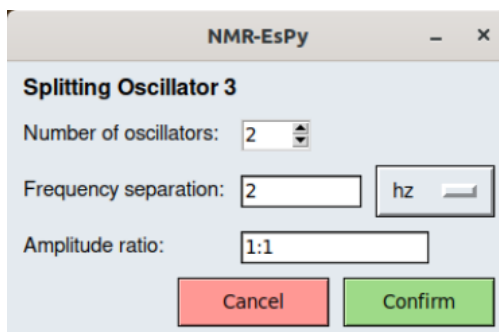 NMR-EsPy
Splitting Oscillator 3
Number of oscillators: 2
Frequency separation: 2 hz
Amplitude ratio: 1:1
Cancel Confirm